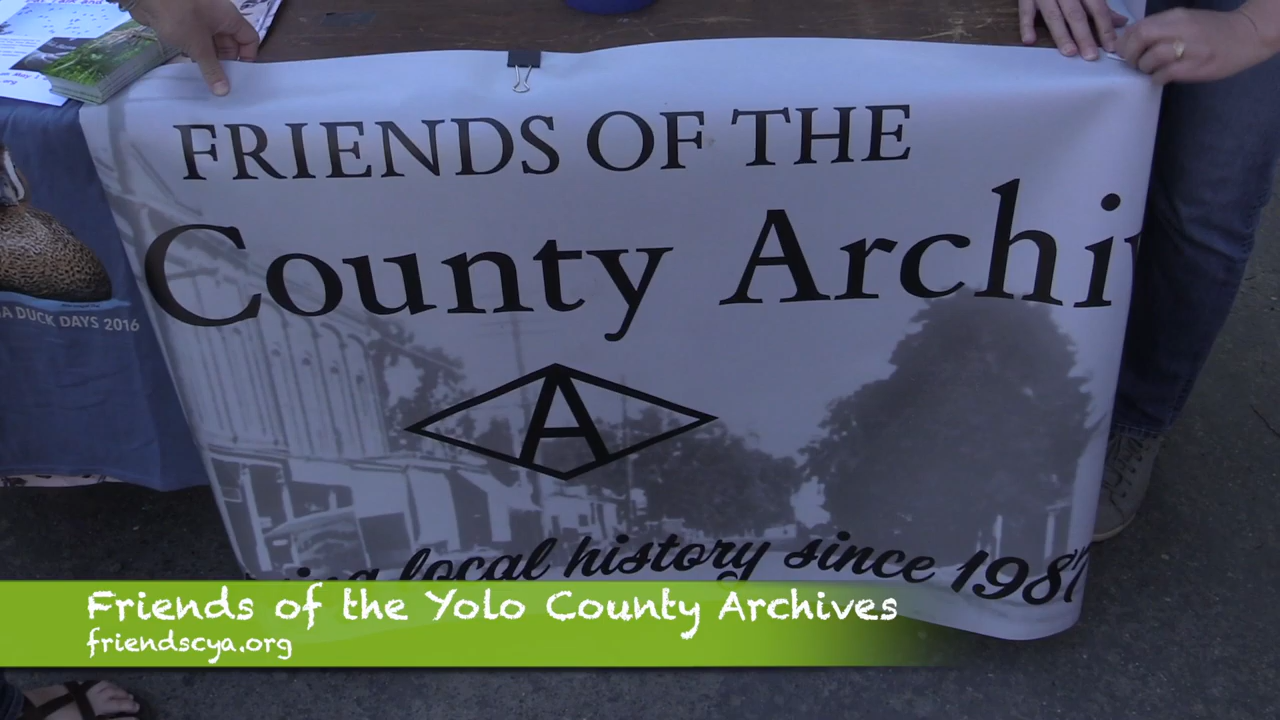 FRIENDS OF THE
County Archi
A
local history since 1987
A DUCK DAYS 2016
Friends of the Yolo County Archives
friendscya.org